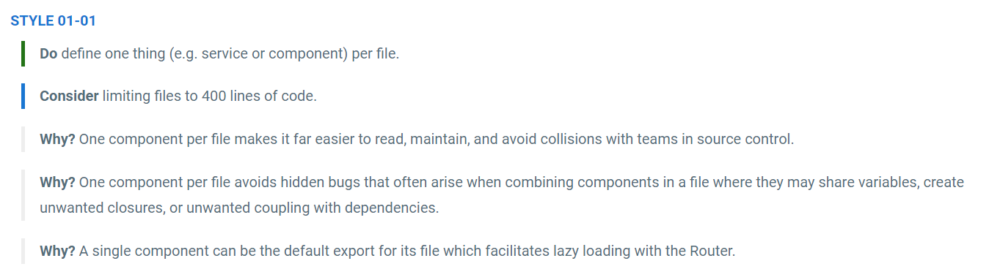 STYLE 01-01
Do define one thing (e.g. service or component) per file.
Consider limiting files to 400 lines of code.
Why? One component per file makes it far easier to read, maintain, and avoid collisions with teams in source control.
Why? One component per file avoids hidden bugs that often arise when combining components in a file where they may share variables, create
unwanted closures, or unwanted coupling with dependencies.
Why? A single component can be the default export for its file which facilitates lazy loading with the Router.